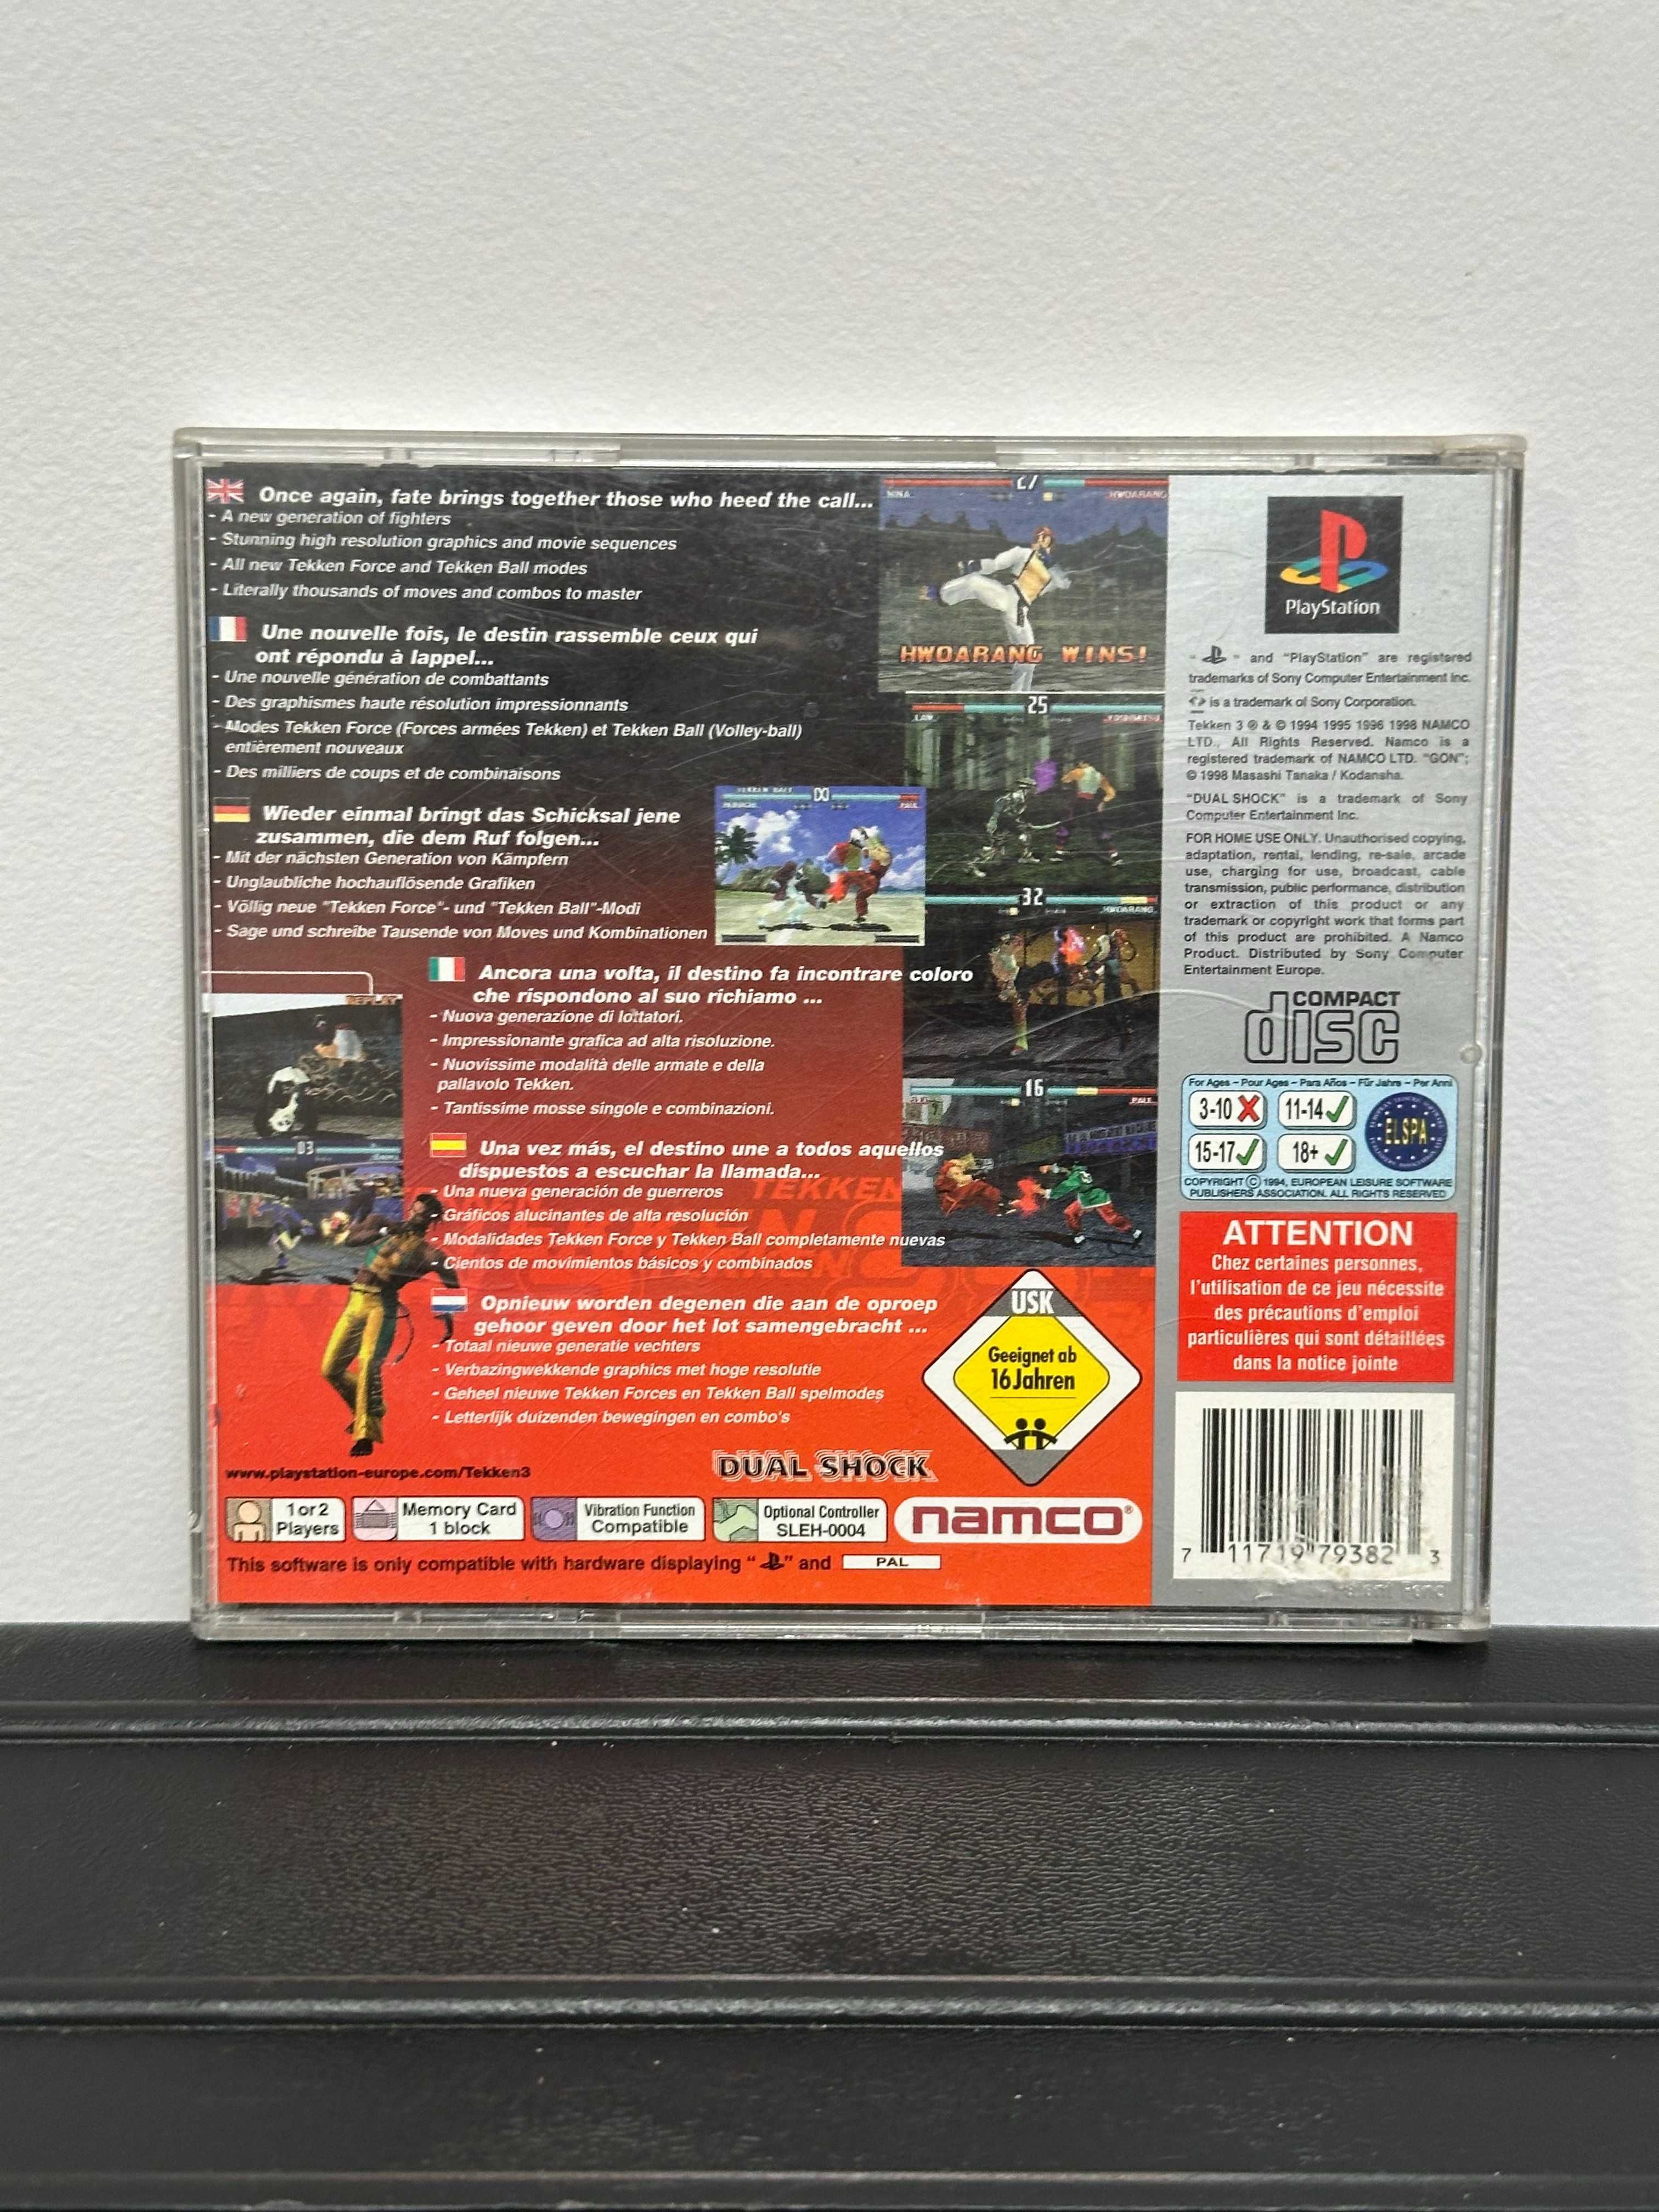 Once again, fate brings together those who heed the call...
- A new generation of fighters
- Stunning high resolution graphics and movie sequences
- All new Tekken Force and Tekken Ball modes
- Literally thousands of moves and combos to master
Une nouvelle fois, le destin rassemble ceux qui
ont répondu à lappel...
- Une nouvelle génération de combattants
- Des graphismes haute résolution impressionnants
- Modes Tekken Force (Forces armées Tekken) et Tekken Ball (Volley-ball)
entièrement nouveaux
- Des milliers de coups et de combinaisons
Wieder einmal bringt das Schicksal jene
zusammen, die dem Ruf folgen...
- Mit der nächsten Generation von Kämpfern
- Unglaubliche hochauflösende Grafiken
- Völlig neue "Tekken Force"- und "Tekken Ball"-Modi
- Sage und schreibe Tausende von Moves und Kombinationen
Ancora una volta, il destino fa incontrare coloro
che rispondono al suo richiamo ...
- Nuova generazione di lottatori.
- Impressionante grafica ad alta risoluzione.
- Nuovissime modalità delle armate e della
pallavolo Tekken.
- Tantissime mosse singole e combinazioni.
Una vez más, el destino une a todos aquellos
dispuestos a escuchar la llamada...
- Una nueva generación de guerreros
- Gráficos alucinantes de alta resolución
- Modalidades Tekken Force y Tekken Ball completamente nuevas
- Cientos de movimientos básicos y combinados
Opnieuw worden degenen die aan de oproep
gehoor geven door het lot samengebracht ...
- Totaal nieuwe generatie vechters
- Verbazingwekkende graphics met hoge resolutie
- Geheel nieuwe Tekken Forces en Tekken Ball spelmodes
- Letterlijk duizenden bewegingen en combo's
27
NINA
HWOARANG
HWOARANG WINS!
25
LAW
YOSHIMITSU
TEKKEN BALL
PAUL
32
HWOARANG
REPLAY
16
PAUL
03
TEKKEN
USK
Geeignet ab
16 Jahren
www.playstation-europe.com/Tekken3
DUAL SHOCK
1 or 2
Players
Memory Card
1 block
Vibration Function
Compatible
Optional Controller
SLEH-0004
namco®
This software is only compatible with hardware displaying " " and PAL
PlayStation
" " and "PlayStation" are registered
trademarks of Sony Computer Entertainment Inc.
is a trademark of Sony Corporation.
Tekken 3 ® & © 1994 1995 1996 1998 NAMCO
LTD., All Rights Reserved. Namco is a
registered trademark of NAMCO LTD. "GON";
© 1998 Masashi Tanaka / Kodansha.
"DUAL SHOCK" is a trademark of Sony
Computer Entertainment Inc.
FOR HOME USE ONLY. Unauthorised copying,
adaptation, rental, lending, re-sale, arcade
use, charging for use, broadcast, cable
transmission, public performance, distribution
or extraction of this product or any
trademark or copyright work that forms part
of this product are prohibited. A Namco
Product. Distributed by Sony Computer
Entertainment Europe.
COMPACT
disc
For Ages – Pour Ages – Para Años – Für Jahre – Per Anni
3-10 11-14
15-17 18+
ELSPA
COPYRIGHT © 1994, EUROPEAN LEISURE SOFTWARE
PUBLISHERS ASSOCIATION. ALL RIGHTS RESERVED
ATTENTION
Chez certaines personnes,
l'utilisation de ce jeu nécessite
des précautions d'emploi
particulières qui sont détaillées
dans la notice jointe
7 11719 79382 3